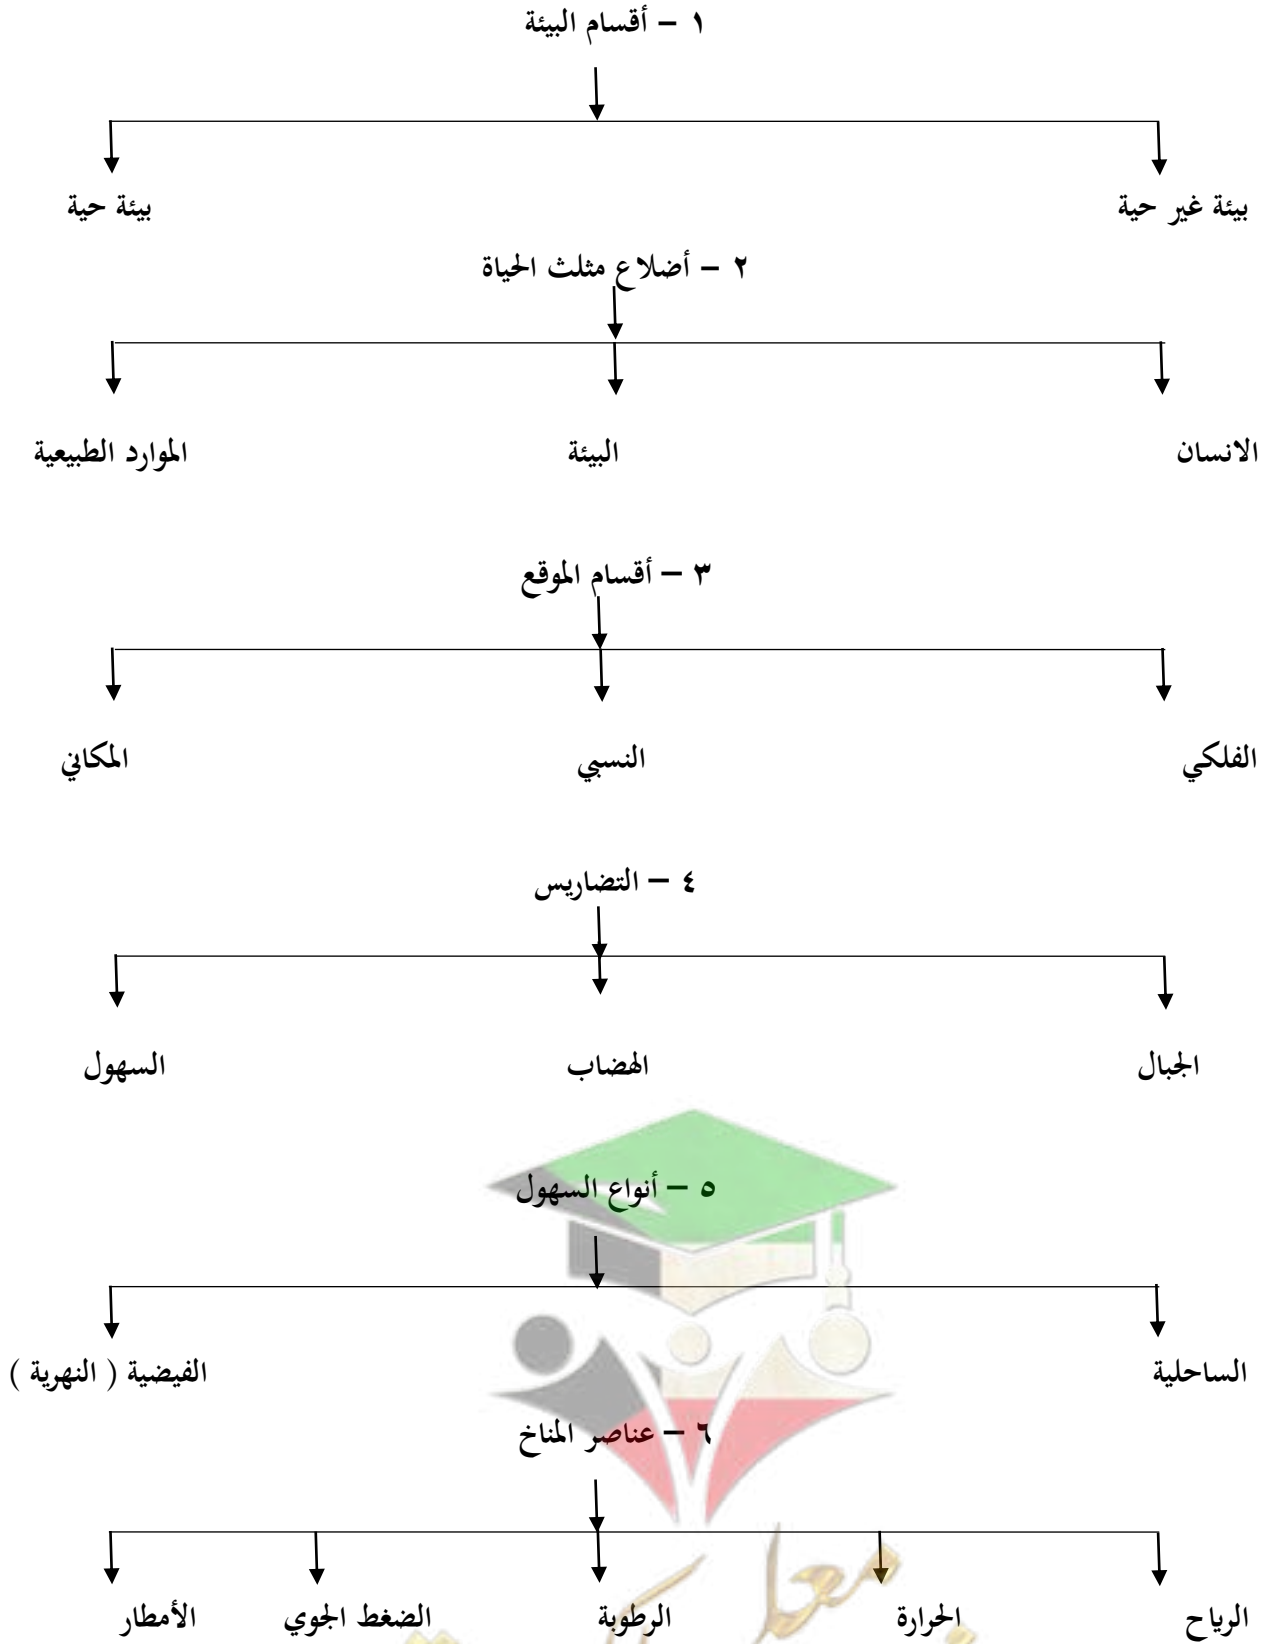 ١ – أقسام البيئة
بيئة غير حية بيئة حية
٢ – أضلاع مثلث الحياة
الانسان البيئة الموارد الطبيعية
٣ – أقسام الموقع
الفلكي النسبي المكاني
٤ – التضاريس
الجبال الهضاب السهول
٥ – أنواع السهول
الساحلية الفيضية ( النهرية )
٦ – عناصر المناخ
الرياح الحرارة الرطوبة الضغط الجوي الأمطار